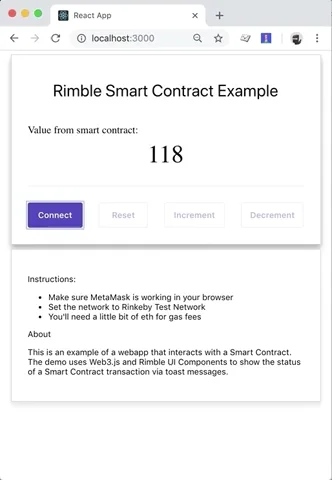 React App
localhost:3000
Rimble Smart Contract Example
Value from smart contract:
118
Connect
Reset
Increment
Decrement
Instructions:
Make sure MetaMask is working in your browser
Set the network to Rinkeby Test Network
You'll need a little bit of eth for gas fees
About
This is an example of a webapp that interacts with a Smart Contract.
The demo uses Web3.js and Rimble UI Components to show the status
of a Smart Contract transaction via toast messages.